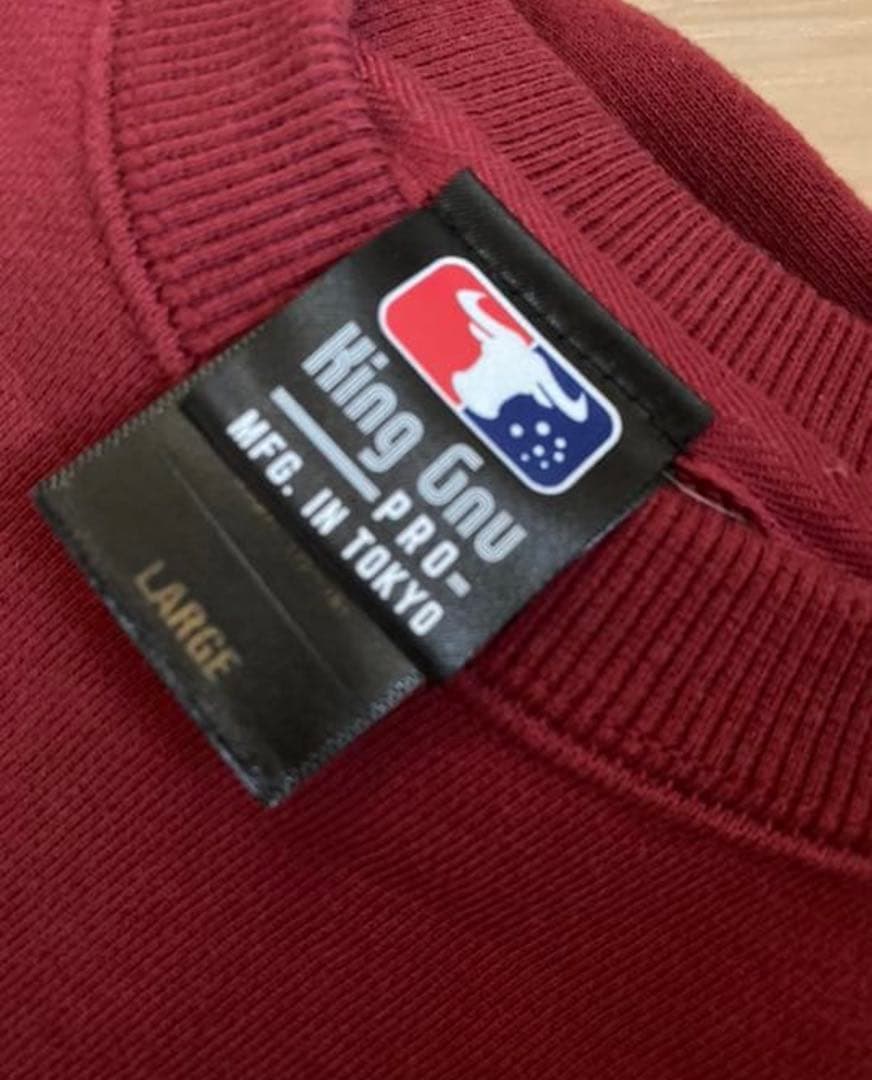 King Gnu
PRO-
MFG. IN TOKYO
LARGE